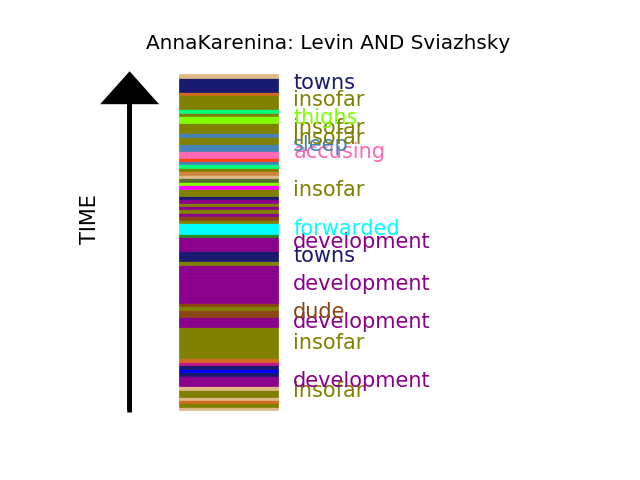 AnnaKarenina: Levin AND Sviazhsky
TIME
towns
insofar
thighs
insofar
insofar
sleep
accusing
insofar
forwarded
development
towns
development
dude
development
insofar
development
insofar